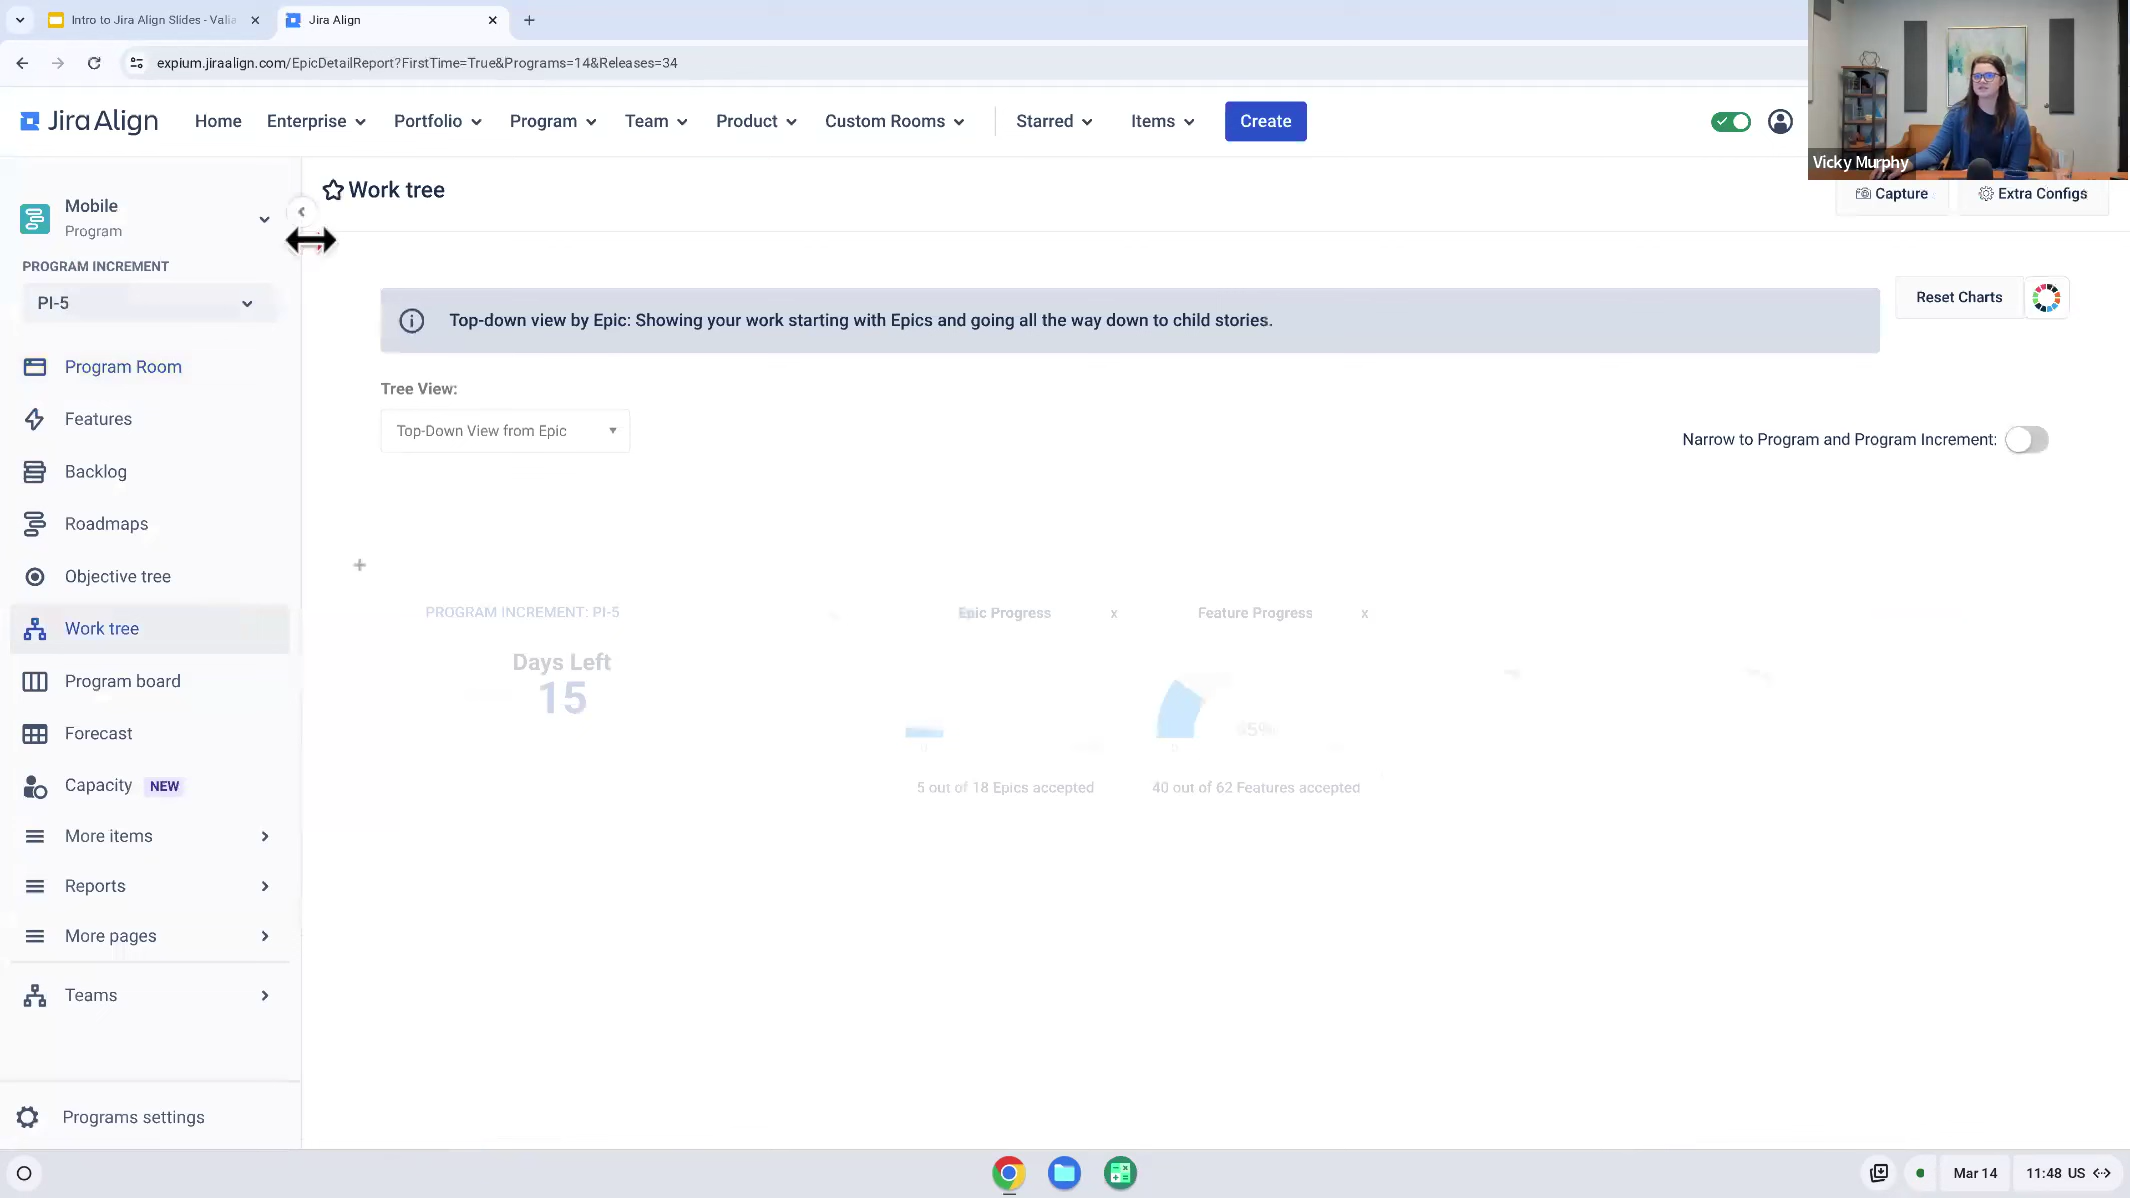 Intro to Jira Align Slides - Valia
Jira Align
expium.jiraalign.com/EpicDetailReport?FirstTime=True&Programs=14&Releases=34
Jira Align
Home
Enterprise
Portfolio
Program
Team
Product
Custom Rooms
Starred
Items
Create
Vicky Murphy
Mobile
Program
Work tree
Capture
Extra Configs
PROGRAM INCREMENT
PI-5
Top-down view by Epic: Showing your work starting with Epics and going all the way down to child stories.
Reset Charts
Tree View:
Top-Down View from Epic
Narrow to Program and Program Increment:
Program Room
Features
Backlog
Roadmaps
Objective tree
Work tree
Program board
Forecast
Capacity NEW
More items
Reports
More pages
Teams
Programs settings
PROGRAM INCREMENT: PI-5
Days Left
15
Epic Progress x
Feature Progress x
0
0
5 out of 18 Epics accepted
40 out of 62 Features accepted
Mar 14
11:48 US